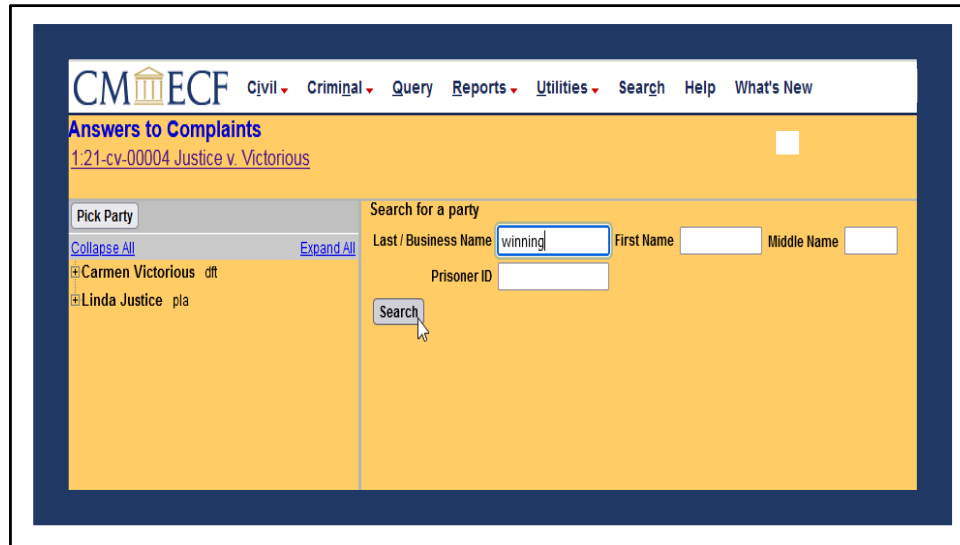 CM ECF Civil Criminal Query Reports Utilities Search Help What's New
Answers to Complaints
1:21-cv-00004 Justice v. Victorious
Pick Party
Collapse All Expand All
Carmen Victorious dft
Linda Justice pla
Search for a party
Last / Business Name winning First Name Middle Name
Prisoner ID
Search